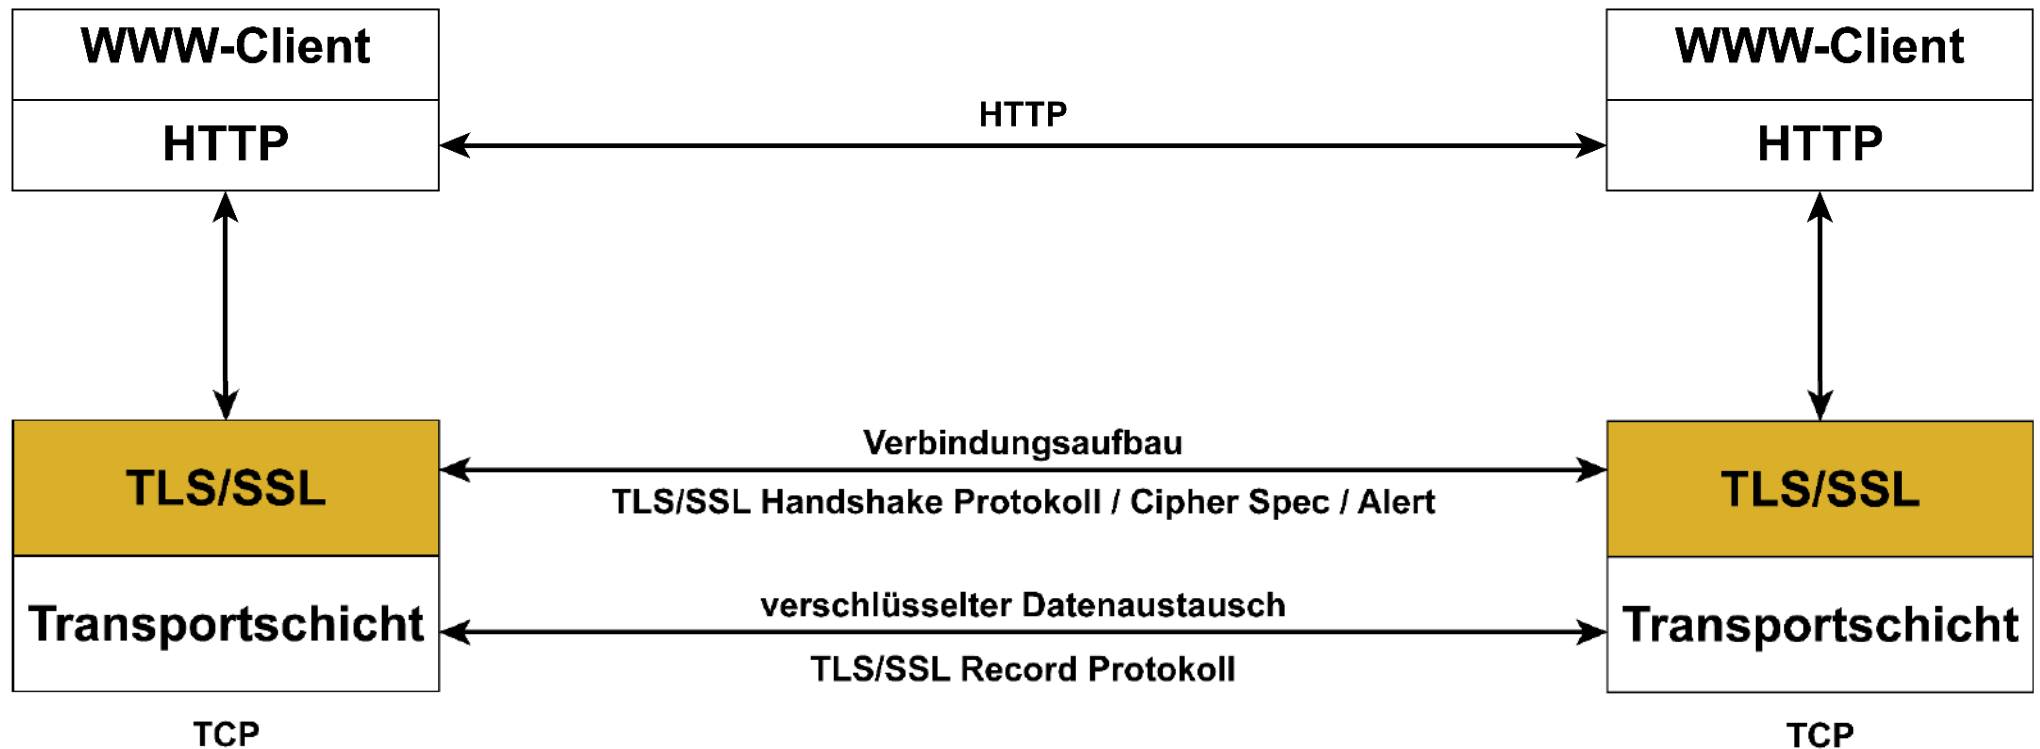 WWW-Client
WWW-Client
HTTP
HTTP
HTTP
Verbindungsaufbau
TLS/SSL
TLS/SSL
TLS/SSL Handshake Protokoll / Cipher Spec / Alert
verschlüsselter Datenaustausch
Transportschicht
Transportschicht
TLS/SSL Record Protokoll
TCP
TCP